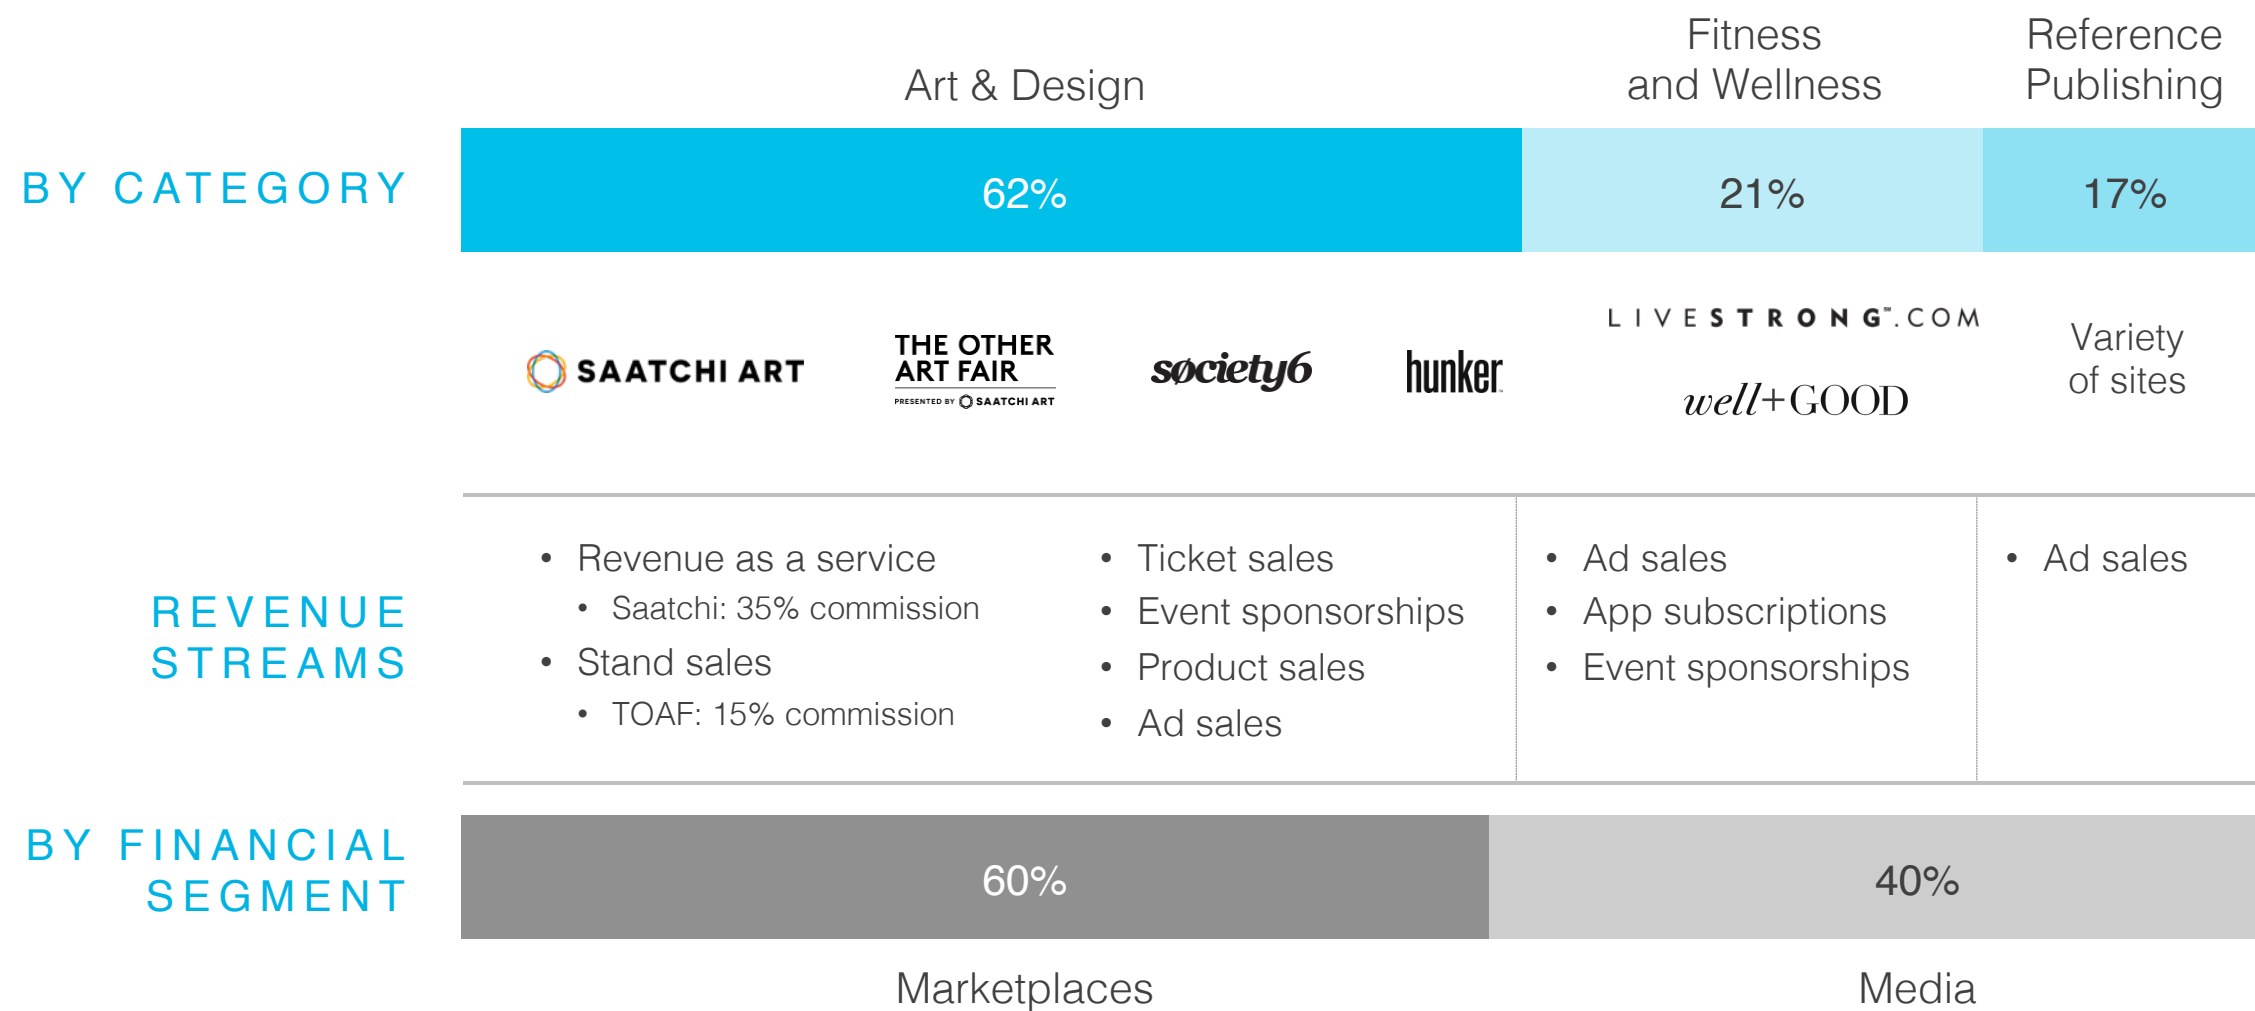 Art & Design
Fitness
and Wellness
Reference
Publishing
BY CATEGORY
62%
21%
17%
SAATCHI ART
THE OTHER
ART FAIR
PRESENTED BY SAATCHI ART
søciety6
hunker™
LIVESTRONG™.COM
well+GOOD
Variety
of sites
REVENUE
STREAMS
• Revenue as a service
• Saatchi: 35% commission
• Stand sales
• TOAF: 15% commission
• Ticket sales
• Event sponsorships
• Product sales
• Ad sales
• Ad sales
• App subscriptions
• Event sponsorships
• Ad sales
BY FINANCIAL
SEGMENT
60%
40%
Marketplaces
Media